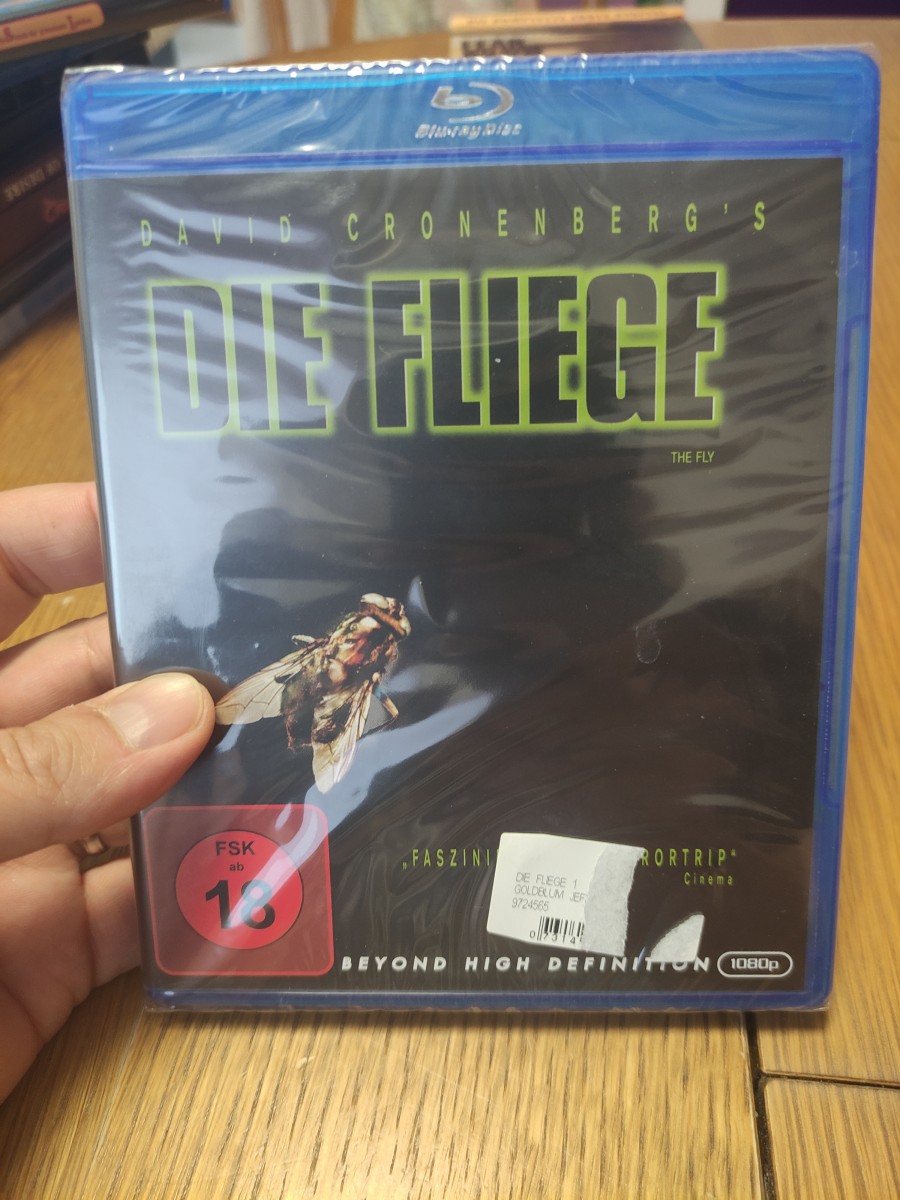 Blu-ray Disc
DAVID CRONENBERG'S
DIE FLIEGE
THE FLY
FSK
ab
18
„FASZINI RORTRIP“
Cinema
DIE FLIEGE 1
GOLDBLUM JEF
9724565
BEYOND HIGH DEFINITION 1080p